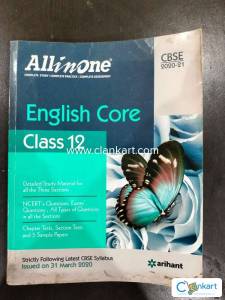 All in one
COMPLETE STUDY | COMPLETE PRACTICE | COMPLETE ASSESSMENT
CBSE
2020-21
www.clankart.com
English Core
Class 12
Detailed Study Material for
all the Three Sections
NCERT's Questions, Exam
Questions, All Types of Questions
in all the Sections
Chapter Tests, Section Tests
and 5 Sample Papers
Strictly Following Latest CBSE Syllabus
Issued on 31 March 2020
arihant
Clankart